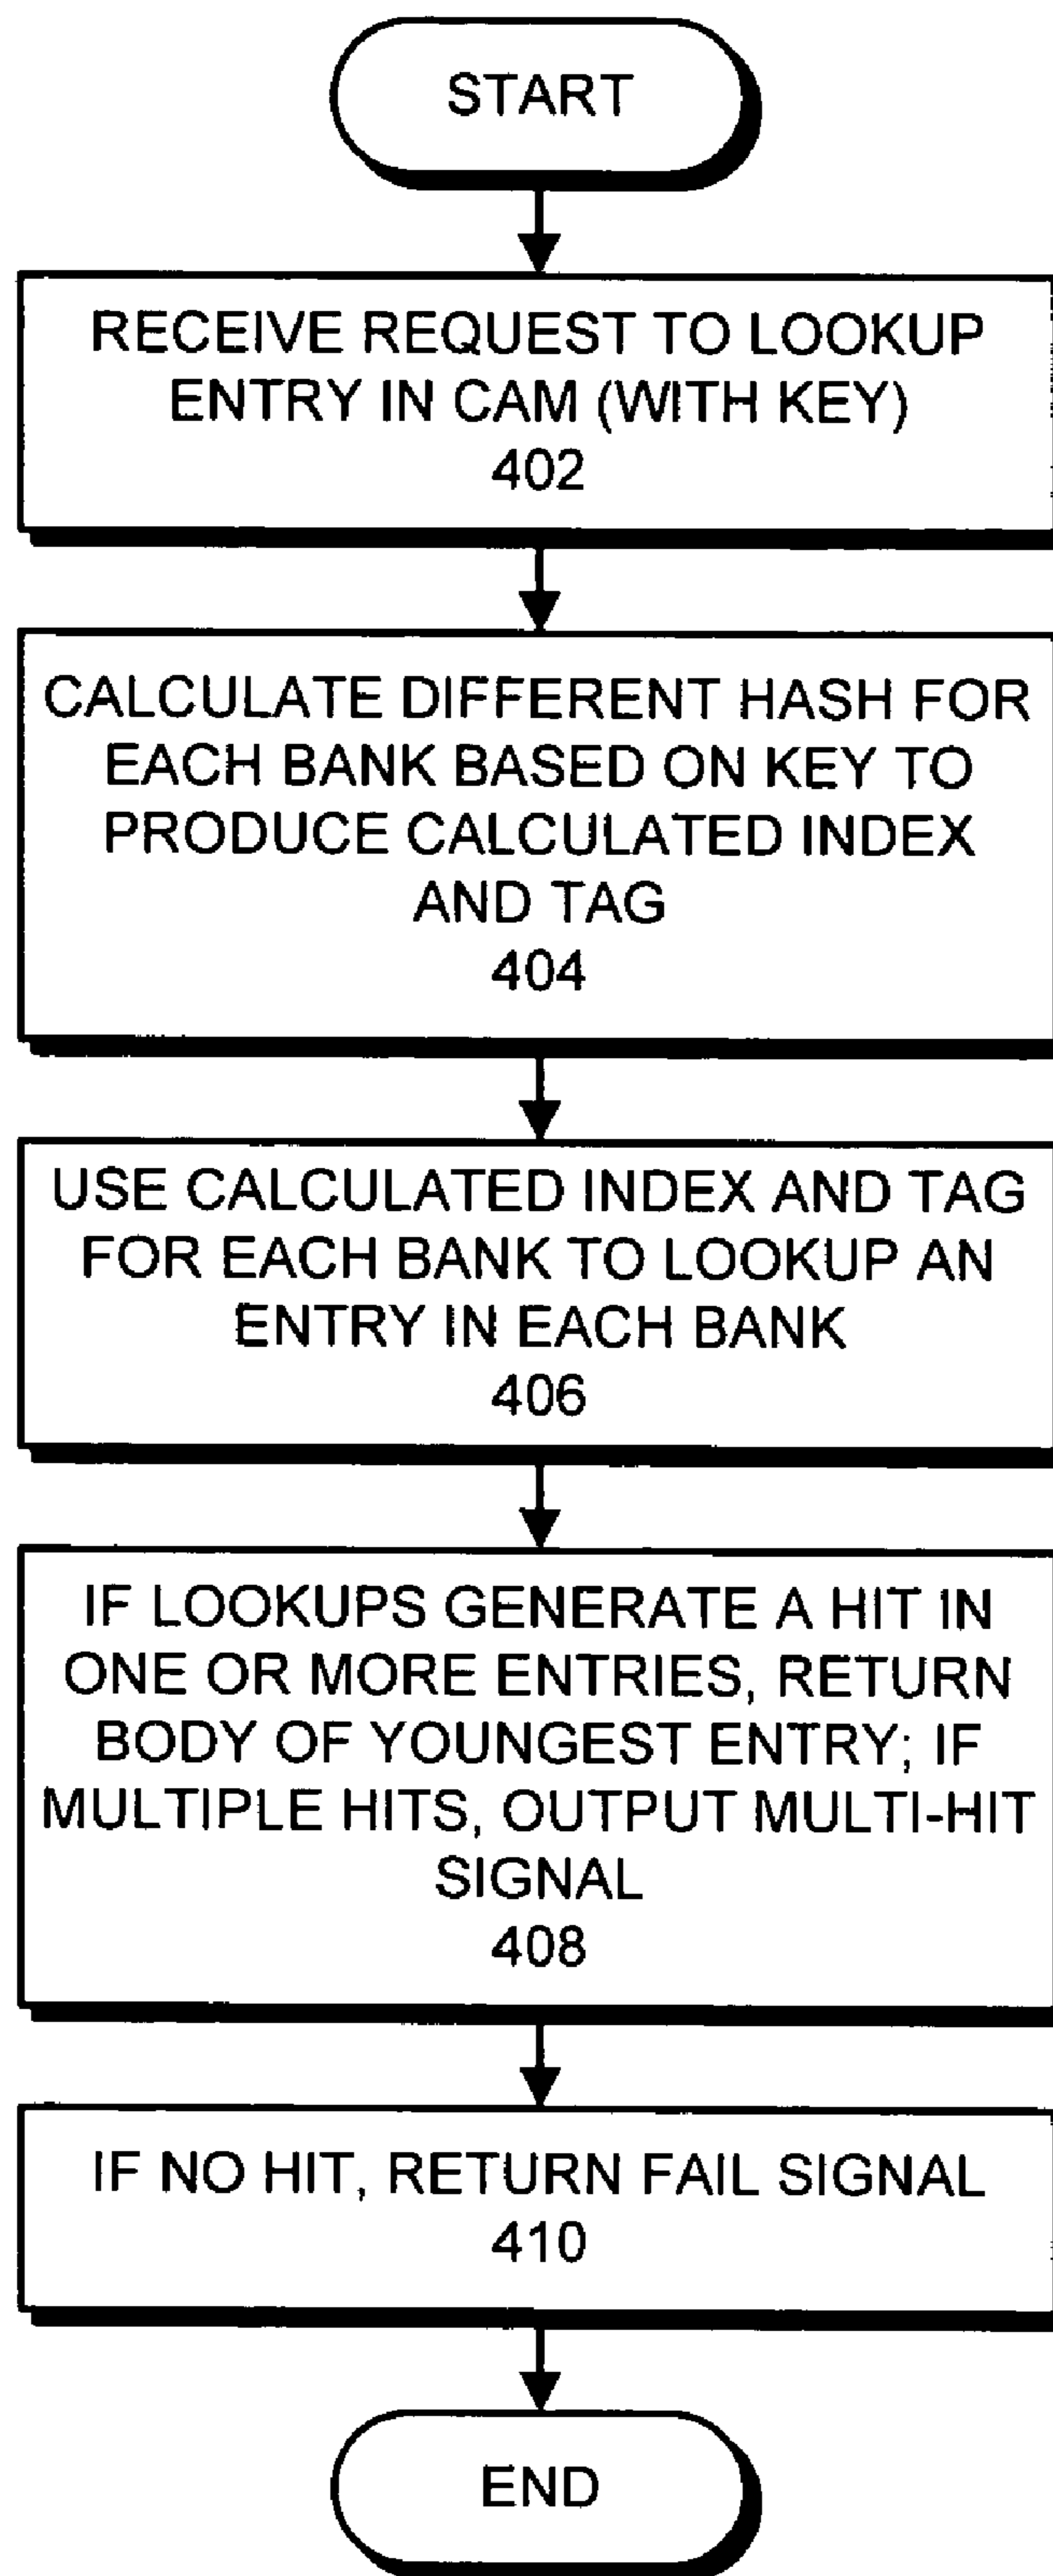 START
RECEIVE REQUEST TO LOOKUP
ENTRY IN CAM (WITH KEY)
402
CALCULATE DIFFERENT HASH FOR
EACH BANK BASED ON KEY TO
PRODUCE CALCULATED INDEX
AND TAG
404
USE CALCULATED INDEX AND TAG
FOR EACH BANK TO LOOKUP AN
ENTRY IN EACH BANK
406
IF LOOKUPS GENERATE A HIT IN
ONE OR MORE ENTRIES, RETURN
BODY OF YOUNGEST ENTRY; IF
MULTIPLE HITS, OUTPUT MULTI-HIT
SIGNAL
408
IF NO HIT, RETURN FAIL SIGNAL
410
END